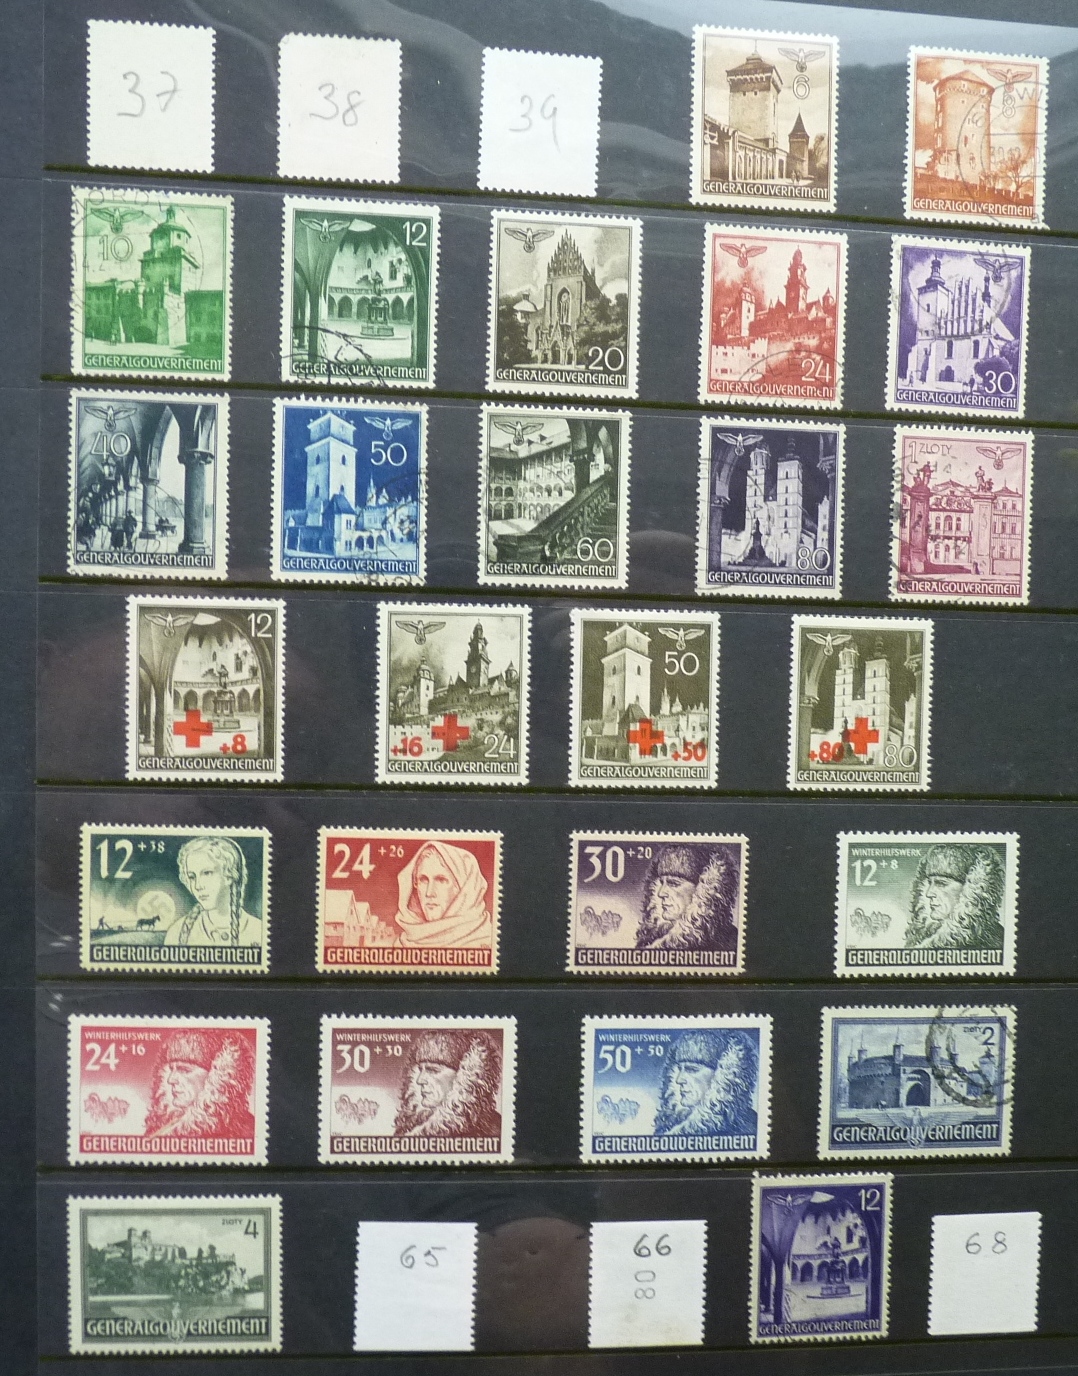 37
38
39
6
GENERALGOUVERNEMENT
8
GENERALGOUVERNEMENT
10
GENERALGOUVERNEMENT
12
GENERALGOUVERNEMENT
20
GENERALGOUVERNEMENT
24
GENERALGOUVERNEMENT
30
GENERALGOUVERNEMENT
40
GENERALGOUVERNEMENT
50
GENERALGOUVERNEMENT
60
GENERALGOUVERNEMENT
80
GENERALGOUVERNEMENT
1 ZLOTY
GENERALGOUVERNEMENT
12
+8
GENERALGOUVERNEMENT
+16
24
GENERALGOUVERNEMENT
50
+50
GENERALGOUVERNEMENT
+80
80
GENERALGOUVERNEMENT
12 + 38
GENERALGOUVERNEMENT
24 + 26
GENERALGOUVERNEMENT
30 + 20
GENERALGOUVERNEMENT
WINTERHILFSWERK
12 + 8
GENERALGOUVERNEMENT
WINTERHILFSWERK
24 + 16
GENERALGOUVERNEMENT
WINTERHILFSWERK
30 + 30
GENERALGOUVERNEMENT
WINTERHILFSWERK
50 + 50
GENERALGOUVERNEMENT
ZLOTY 2
GENERALGOUVERNEMENT
ZLOTY 4
GENERALGOUVERNEMENT
65
66
80
12
GENERALGOUVERNEMENT
68